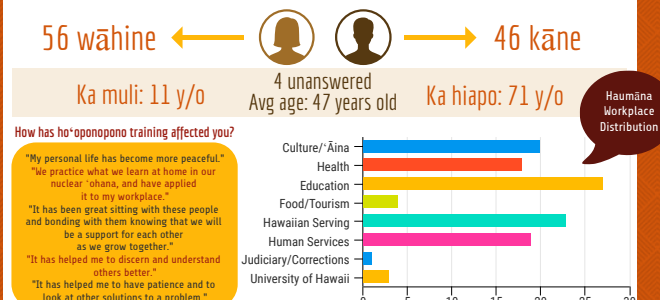 56 wāhine
46 kāne
Ka muli: 11 y/o
4 unanswered
Avg age: 47 years old
Ka hiapo: 71 y/o
Haumāna
Workplace
Distribution
How has hoʻoponopono training affected you?
"My personal life has become more peaceful."
"We practice what we learn at home in our
nuclear ʻohana, and have applied
it to my workplace."
"It has been great sitting with these people
and bonding with them knowing that we will
be a support for each other
as we grow together."
"It has helped me to discern and understand
others better."
"It has helped me to have patience and to
look at other solutions to a problem."
Culture/ʻĀina
Health
Education
Food/Tourism
Hawaiian Serving
Human Services
Judiciary/Corrections
University of Hawaii